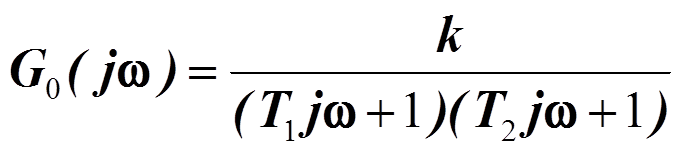 G₀(jω) = k / (T₁jω + 1)(T₂jω + 1)